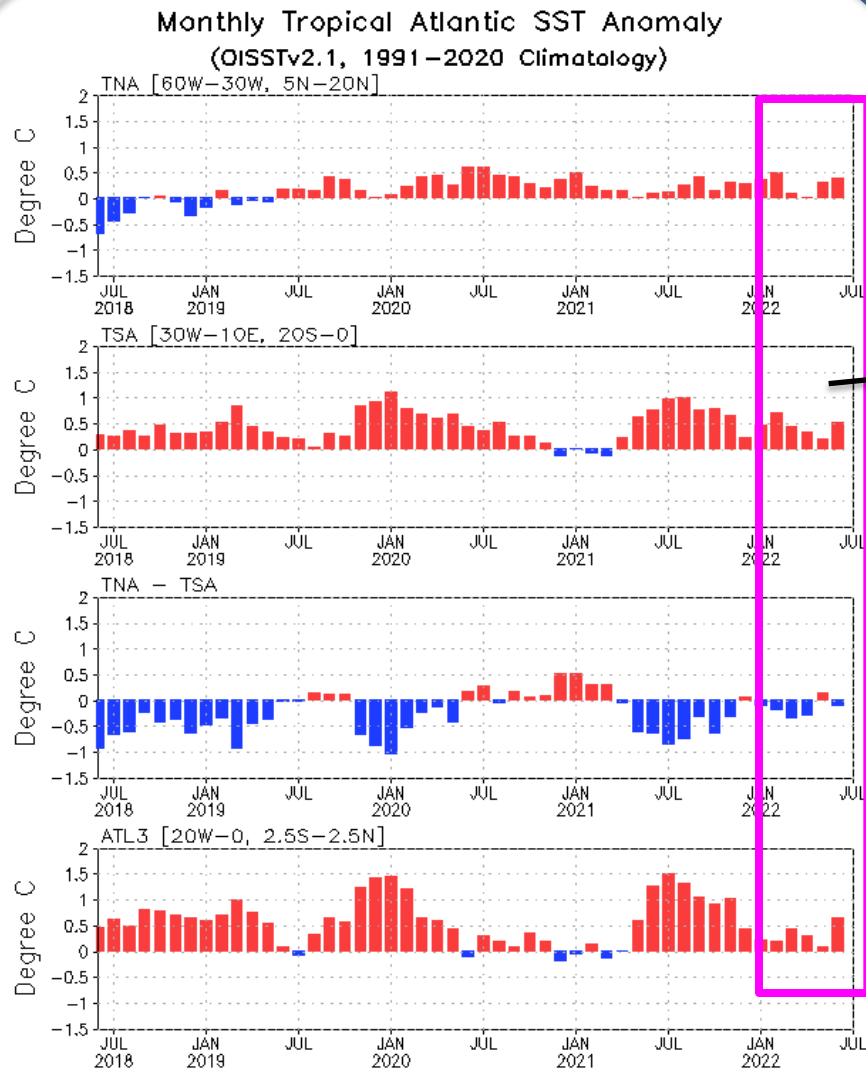 Monthly Tropical Atlantic SST Anomaly
(OISSTv2.1, 1991−2020 Climatology)
TNA [60W−30W, 5N−20N]
Degree C
2
1.5
1
0.5
0
−0.5
−1
−1.5
JUL JAN JUL JAN JUL JAN JUL JAN JUL
2018 2019 2020 2021 2022
TSA [30W−10E, 20S−0]
Degree C
2
1.5
1
0.5
0
−0.5
−1
−1.5
JUL JAN JUL JAN JUL JAN JUL JAN JUL
2018 2019 2020 2021 2022
TNA − TSA
Degree C
2
1.5
1
0.5
0
−0.5
−1
−1.5
JUL JAN JUL JAN JUL JAN JUL JAN JUL
2018 2019 2020 2021 2022
ATL3 [20W−0, 2.5S−2.5N]
Degree C
2
1.5
1
0.5
0
−0.5
−1
−1.5
JUL JAN JUL JAN JUL JAN JUL JAN JUL
2018 2019 2020 2021 2022